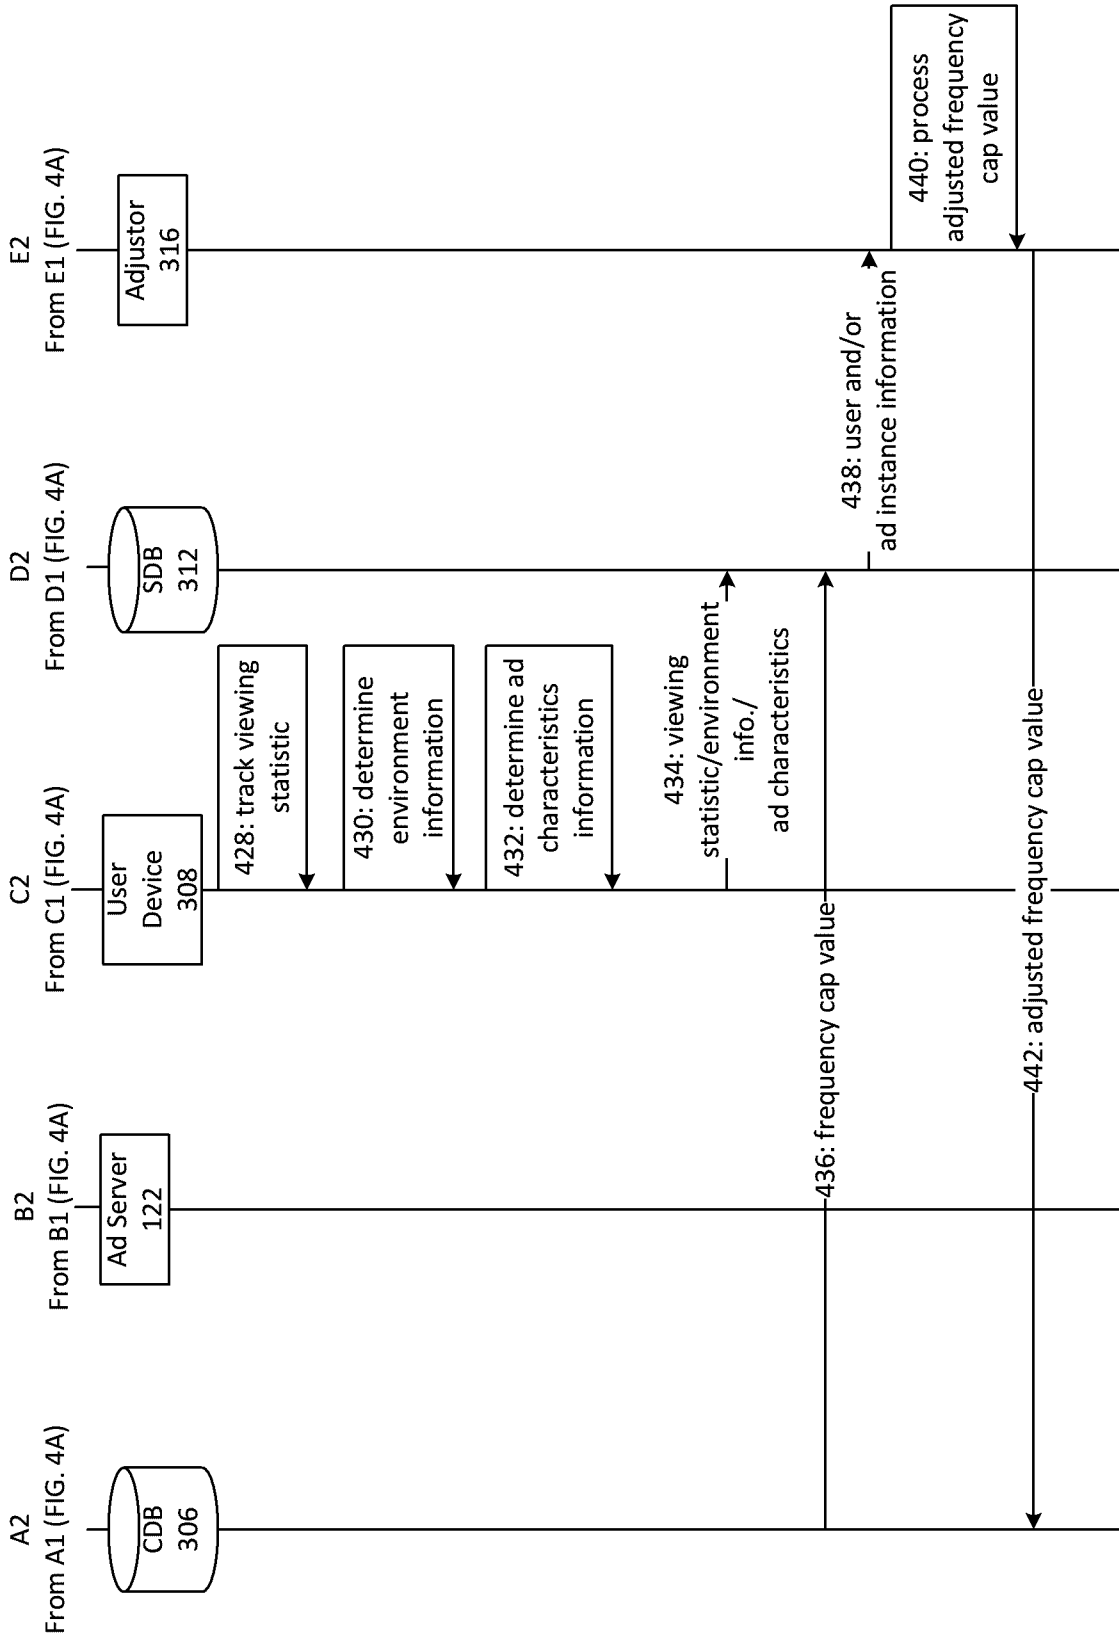 A2
From A1 (FIG. 4A)
CDB
306
B2
From B1 (FIG. 4A)
Ad Server
122
C2
From C1 (FIG. 4A)
User
Device
308
D2
From D1 (FIG. 4A)
SDB
312
E2
From E1 (FIG. 4A)
Adjustor
316
428: track viewing
statistic
430: determine
environment
information
432: determine ad
characteristics
information
434: viewing
statistic/environment
info./
ad characteristics
436: frequency cap value
438: user and/or
ad instance information
440: process
adjusted frequency
cap value
442: adjusted frequency cap value